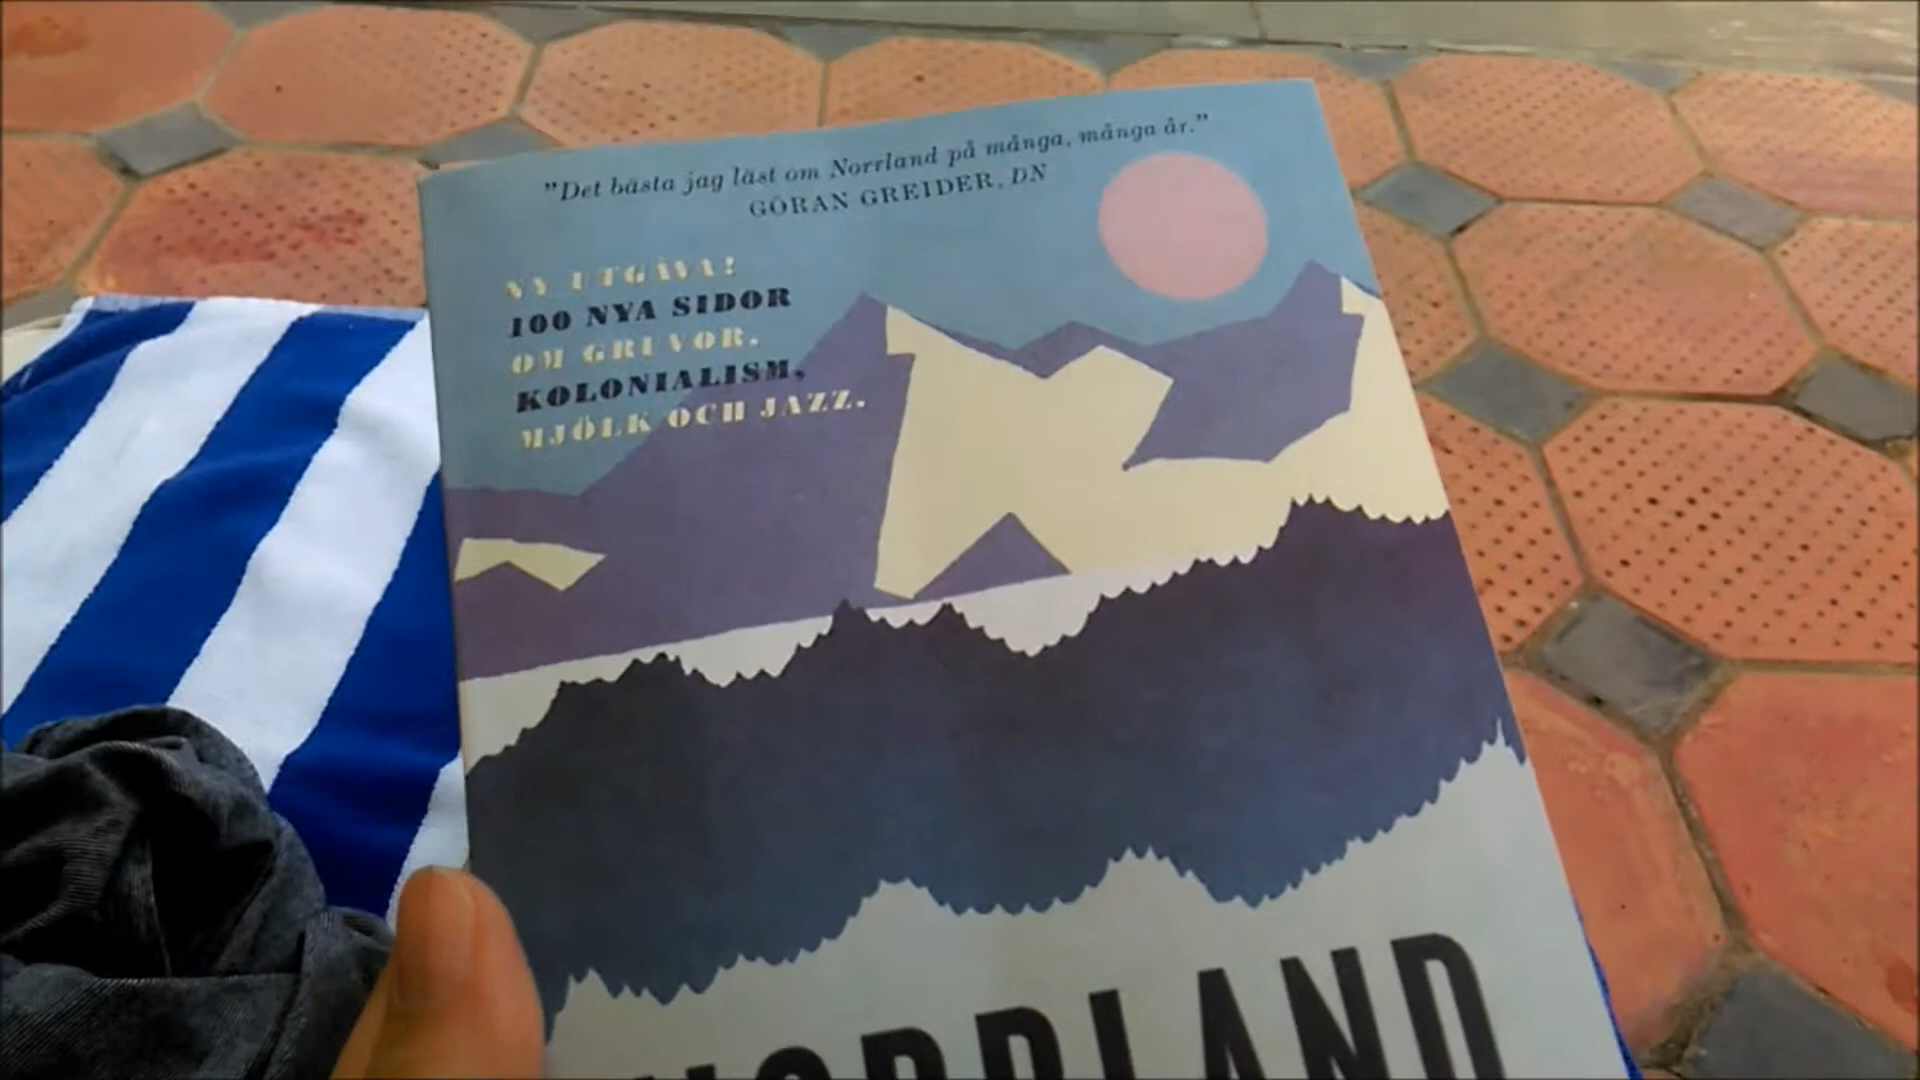 ”Det bästa jag läst om Norrland på många, många år.”
GÖRAN GREIDER, DN
NY UTGÅVA!
100 NYA SIDOR
OM GRUVOR,
KOLONIALISM,
MJÖLK OCH JAZZ.
NORRLAND